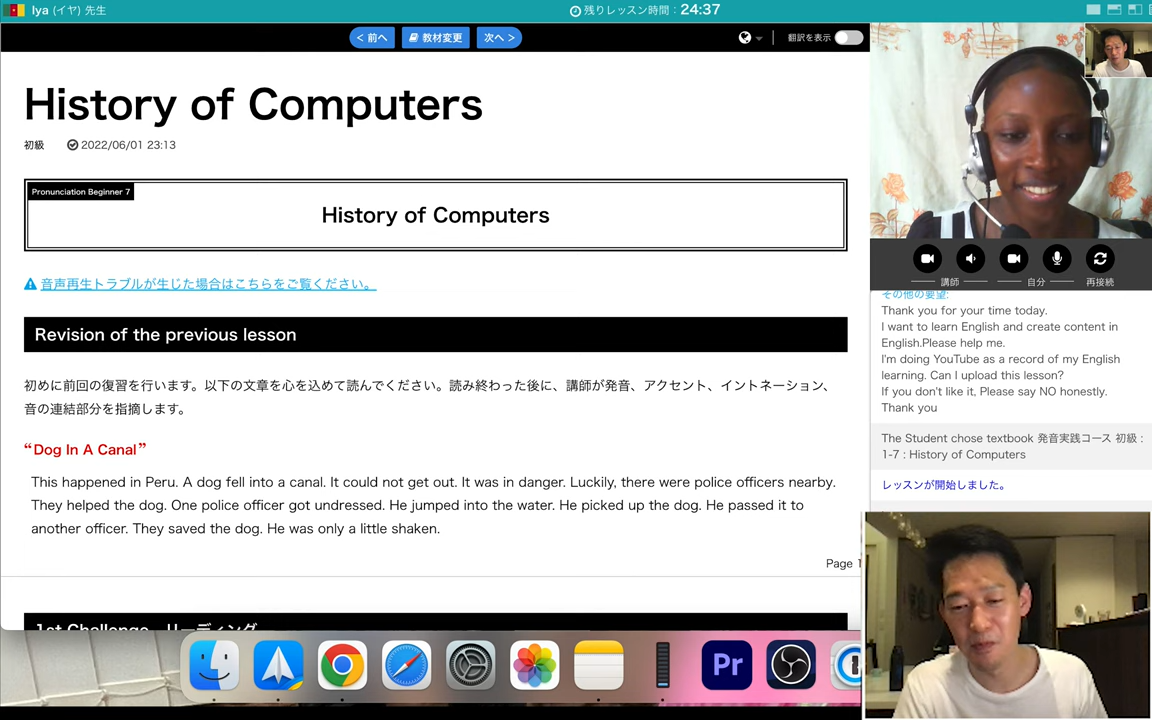 Iya (イヤ) 先生
残りレッスン時間：24:37
< 前へ
教材変更
次へ >
翻訳を表示
History of Computers
初級
2022/06/01 23:13
Pronunciation Beginner 7
History of Computers
音声再生トラブルが生じた場合はこちらをご覧ください。
Revision of the previous lesson
初めに前回の復習を行います。以下の文章を心を込めて読んでください。読み終わった後に、講師が発音、アクセント、イントネーション、
音の連結部分を指摘します。
“Dog In A Canal”
This happened in Peru. A dog fell into a canal. It could not get out. It was in danger. Luckily, there were police officers nearby.
They helped the dog. One police officer got undressed. He jumped into the water. He picked up the dog. He passed it to
another officer. They saved the dog. He was only a little shaken.
Page 1
1st Challenge リーディング
講師
自分
再接続
その他の要望:
Thank you for your time today.
I want to learn English and create content in
English.Please help me.
I'm doing YouTube as a record of my English
learning. Can I upload this lesson?
If you don't like it, Please say NO honestly.
Thank you
The Student chose textbook 発音実践コース 初級 :
1-7 : History of Computers
レッスンが開始しました。
Pr